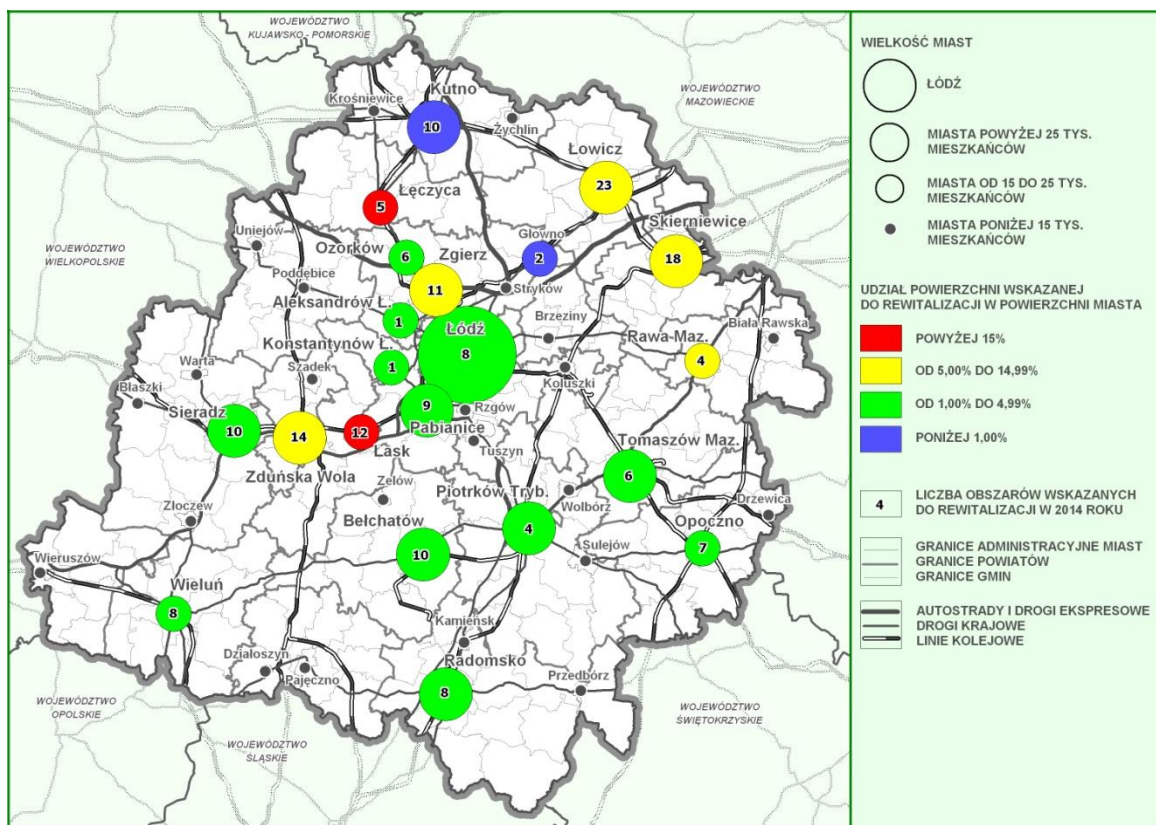 WOJEWÓDZTWO
KUJAWSKO - POMORSKIE
WOJEWÓDZTWO
MAZOWIECKIE
WOJEWÓDZTWO
WIELKOPOLSKIE
Kutno
Krośniewice
10
Żychlin
Łowicz
23
Łęczyca
5
Skierniewice
18
Uniejów
Ozorków
6
Zgierz
Głowno
2
Poddębice
11
Stryków
Aleksandrów Ł.
1
Łódź
8
Brzeziny
Biała Rawska
Rawa Maz.
4
Konstantynów Ł.
1
Warta
Szadek
Koluszki
Błaszki
Sieradz
10
9
Rzgów
14
12
Pabianice
Łask
Tuszyn
Tomaszów Maz.
6
Zduńska Wola
Zelów
Piotrków Tryb.
4
Wolbórz
Drzewica
Złoczew
Bełchatów
10
Opoczno
7
Sulejów
Wieruszów
Wieluń
8
Kamieńsk
Działoszyn
Pajęczno
Radomsko
8
Przedbórz
WOJEWÓDZTWO
OPOLSKIE
WOJEWÓDZTWO
ŚLĄSKIE
WOJEWÓDZTWO
ŚWIĘTOKRZYSKIE
WIELKOŚĆ MIAST
ŁÓDŹ
MIASTA POWYŻEJ 25 TYS.
MIESZKAŃCÓW
MIASTA OD 15 DO 25 TYS.
MIESZKAŃCÓW
MIASTA PONIŻEJ 15 TYS.
MIESZKAŃCÓW
UDZIAŁ POWIERZCHNI WSKAZANEJ
DO REWITALIZACJI W POWIERZCHNI MIASTA
POWYŻEJ 15%
OD 5,00% DO 14,99%
OD 1,00% DO 4,99%
PONIŻEJ 1,00%
4
LICZBA OBSZARÓW WSKAZANYCH
DO REWITALIZACJI W 2014 ROKU
GRANICE ADMINISTRACYJNE MIAST
GRANICE POWIATÓW
GRANICE GMIN
AUTOSTRADY I DROGI EKSPRESOWE
DROGI KRAJOWE
LINIE KOLEJOWE